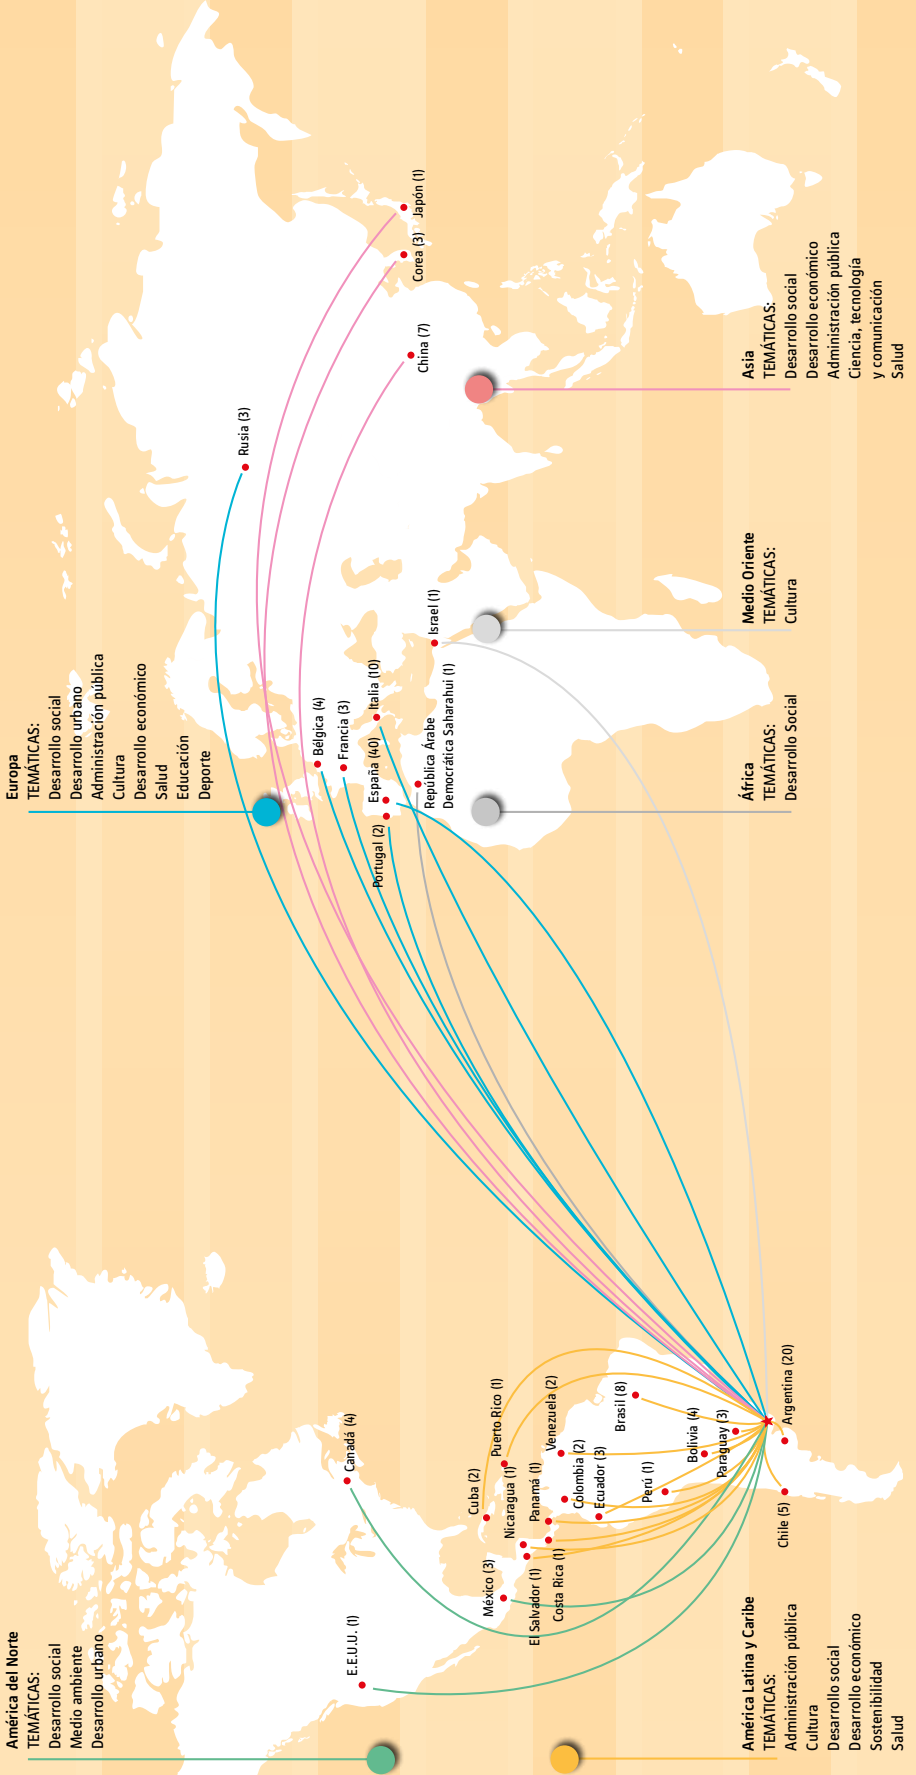 América del Norte
TEMÁTICAS:
Desarrollo social
Medio ambiente
Desarrollo urbano
Europa
TEMÁTICAS:
Desarrollo social
Desarrollo urbano
Administración pública
Cultura
Desarrollo económico
Salud
Educación
Deporte
E.E.U.U. (1)
Canadá (4)
México (3)
Cuba (2)
Puerto Rico (1)
Nicaragua (1)
El Salvador (1)
Costa Rica (1)
Panamá (1)
Venezuela (2)
Colombia (2)
Ecuador (3)
Perú (1)
Brasil (8)
Bolivia (4)
Paraguay (3)
Chile (5)
Argentina (20)
Portugal (2)
España (40)
Francia (3)
Bélgica (4)
Italia (10)
República Árabe
Democrática Saharahui (1)
Israel (1)
Rusia (3)
China (7)
Corea (3)
Japón (1)
América Latina y Caribe
TEMÁTICAS:
Administración pública
Cultura
Desarrollo social
Desarrollo económico
Sostenibilidad
Salud
África
TEMÁTICAS:
Desarrollo Social
Medio Oriente
TEMÁTICAS:
Cultura
Asia
TEMÁTICAS:
Desarrollo social
Desarrollo económico
Administración pública
Ciencia, tecnología
y comunicación
Salud